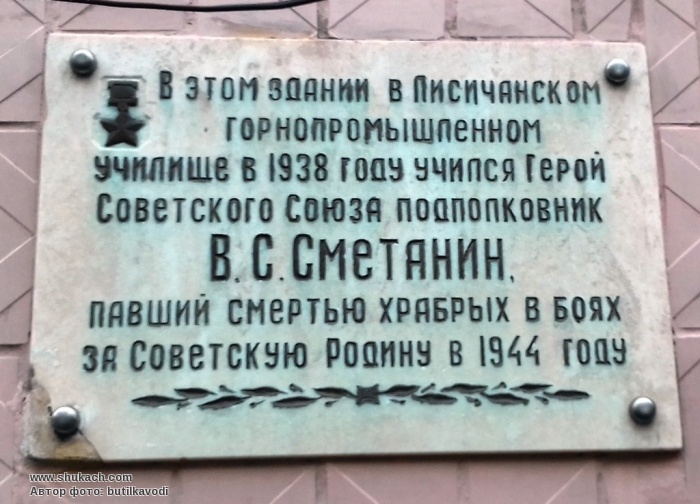 В этом здании в Лисичанском
горнопромышленном
училище в 1938 году учился Герой
Советского Союза подполковник
В. С. Сметанин,
павший смертью храбрых в боях
за Советскую Родину в 1944 году
www.shukach.com
Автор фото: butilkavodi